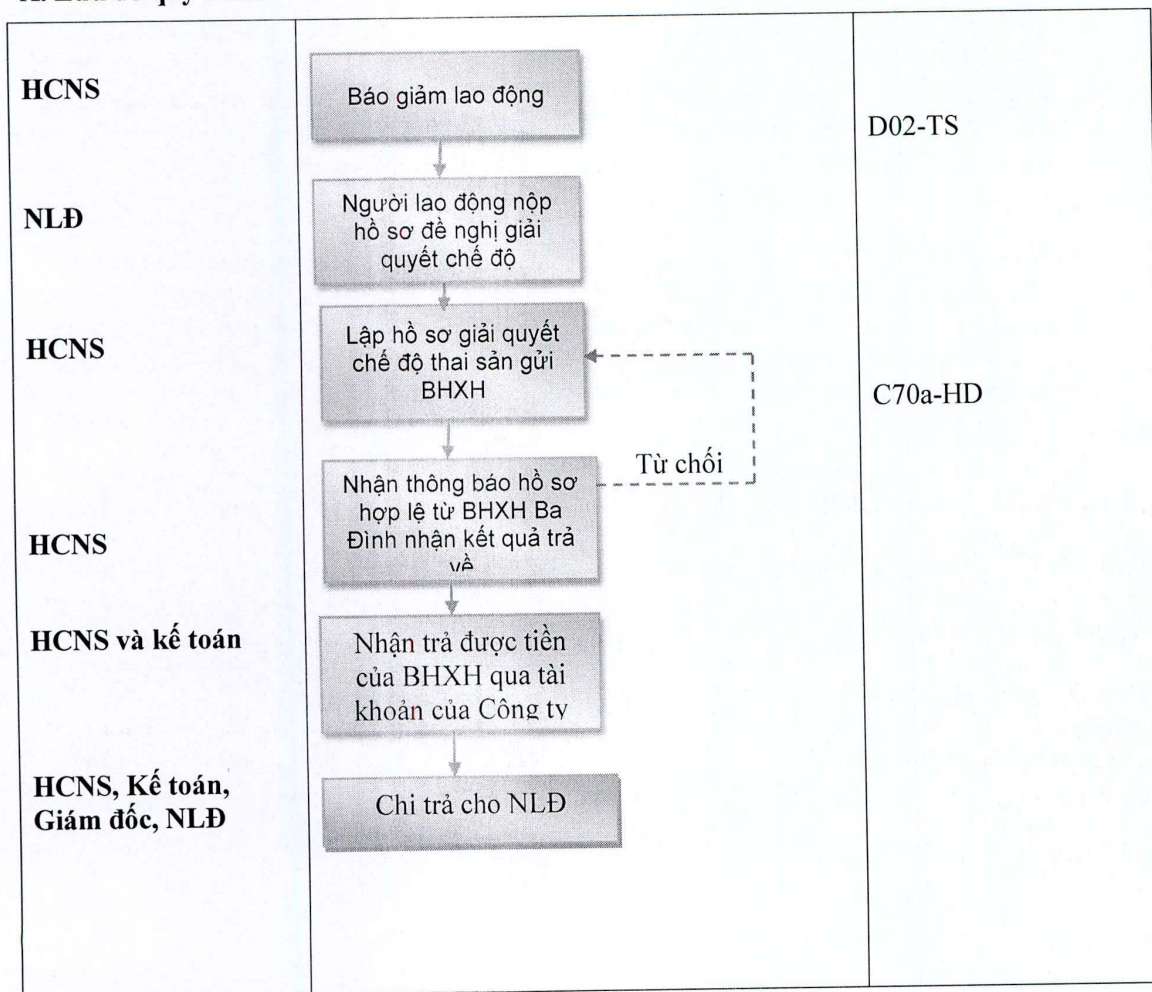 HCNS
Báo giảm lao động
D02-TS
NLĐ
Người lao động nộp
hồ sơ đề nghị giải
quyết chế độ
HCNS
Lập hồ sơ giải quyết
chế độ thai sản gửi
BHXH
C70a-HD
Từ chối
HCNS
Nhận thông báo hồ sơ
hợp lệ từ BHXH Ba
Đình nhận kết quả trả
về
HCNS và kế toán
Nhận trả được tiền
của BHXH qua tài
khoản của Công ty
HCNS, Kế toán,
Giám đốc, NLĐ
Chi trả cho NLĐ